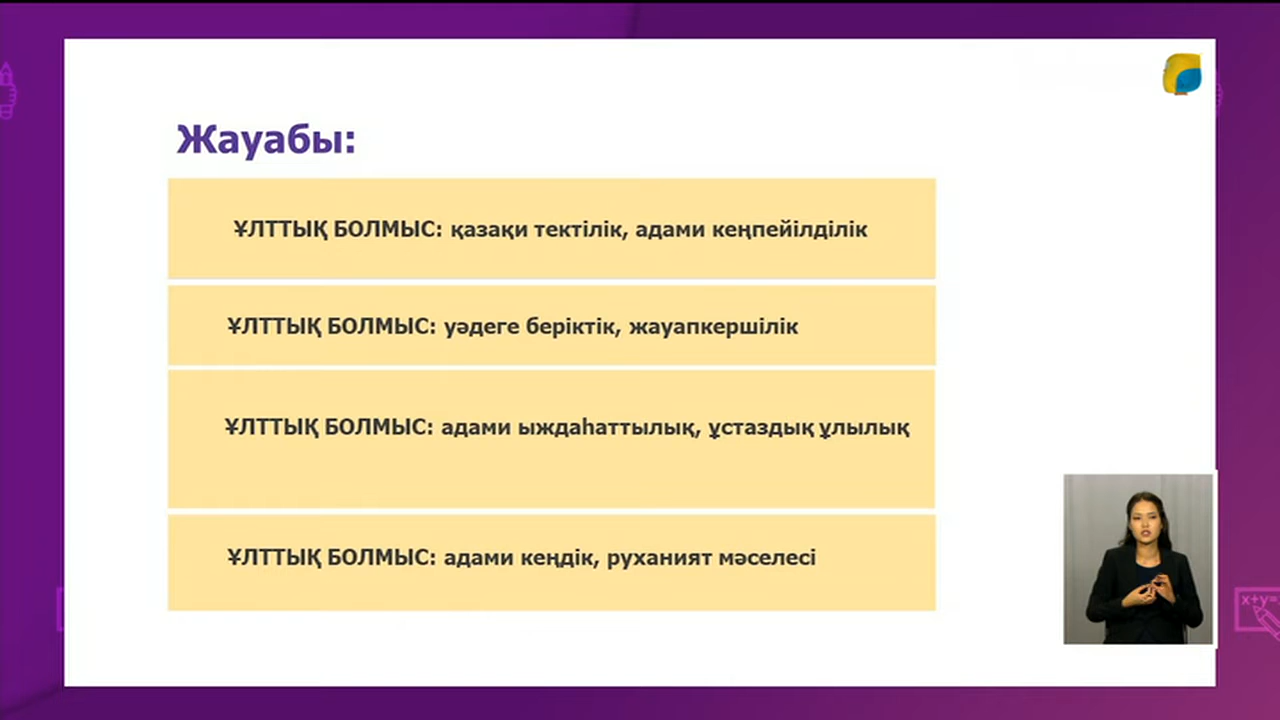 Жауабы:
ҰЛТТЫҚ БОЛМЫС: қазақи тектілік, адами кеңпейілділік
ҰЛТТЫҚ БОЛМЫС: уәдеге беріктік, жауапкершілік
ҰЛТТЫҚ БОЛМЫС: адами ыждаһаттылық, ұстаздық ұлылық
ҰЛТТЫҚ БОЛМЫС: адами кеңдік, руханият мәселесі
x+y=